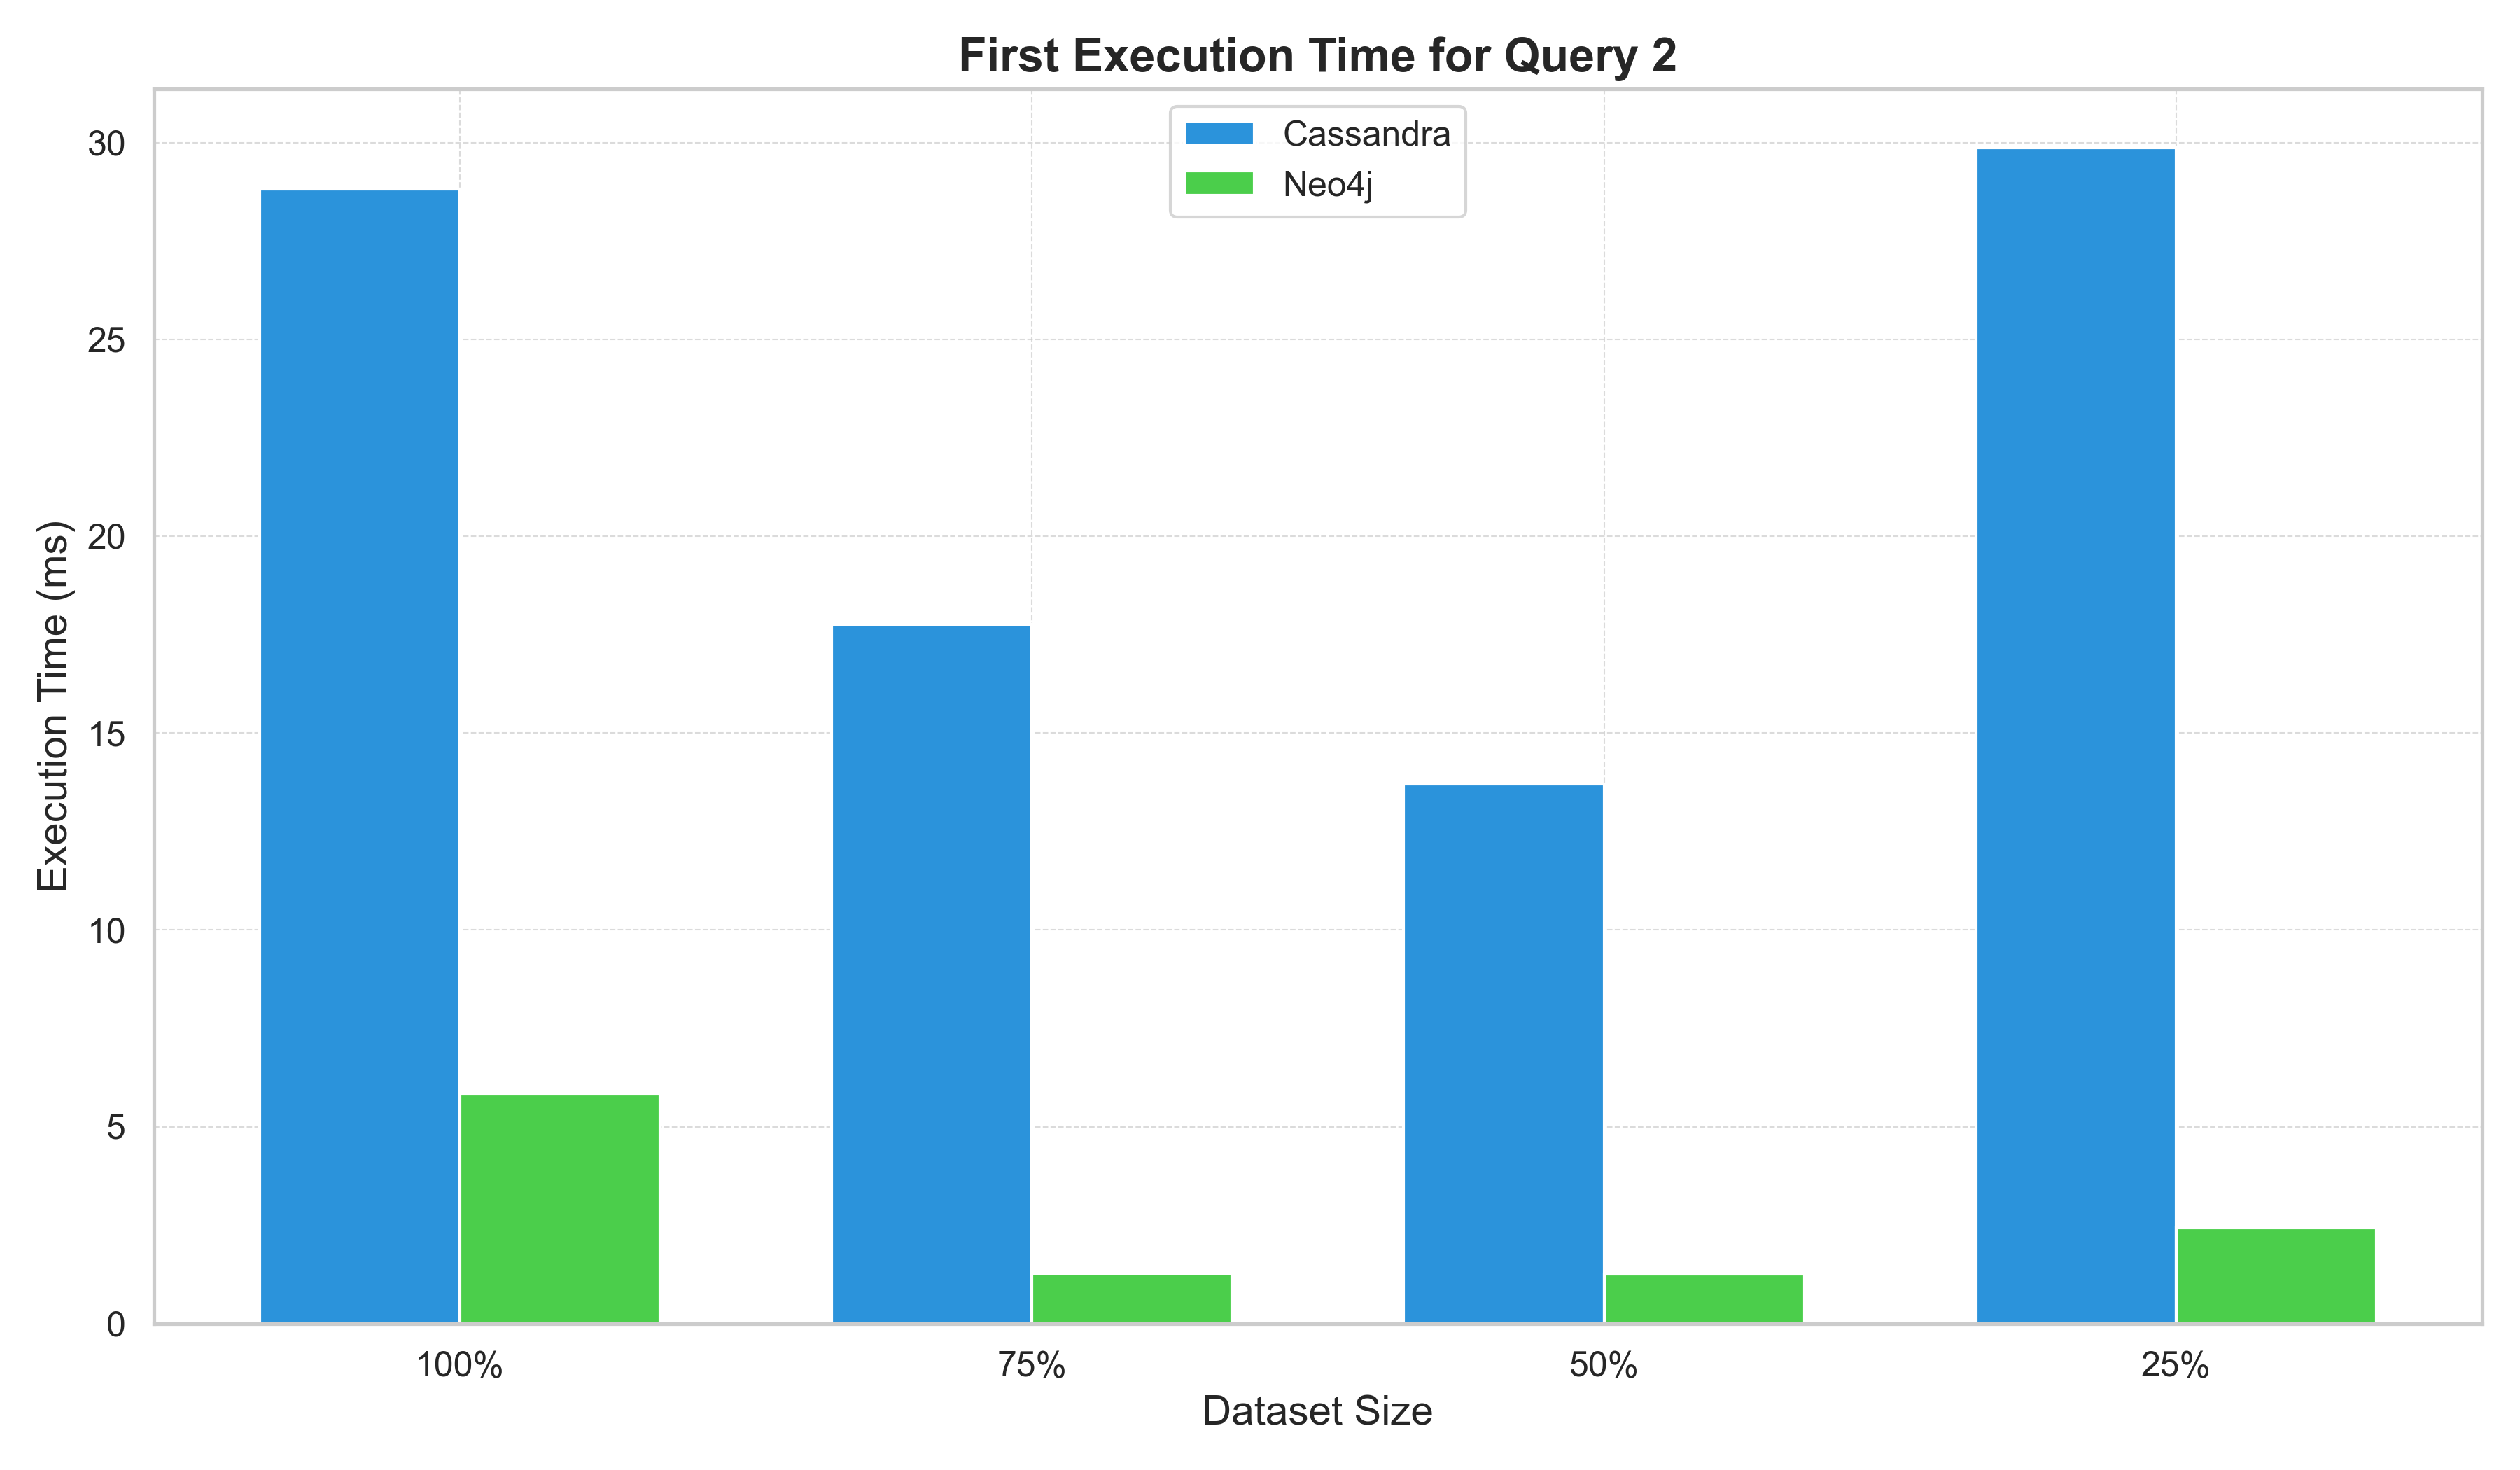 First Execution Time for Query 2
Cassandra
Neo4j
30
25
20
15
10
5
0
Execution Time (ms)
100%
75%
50%
25%
Dataset Size